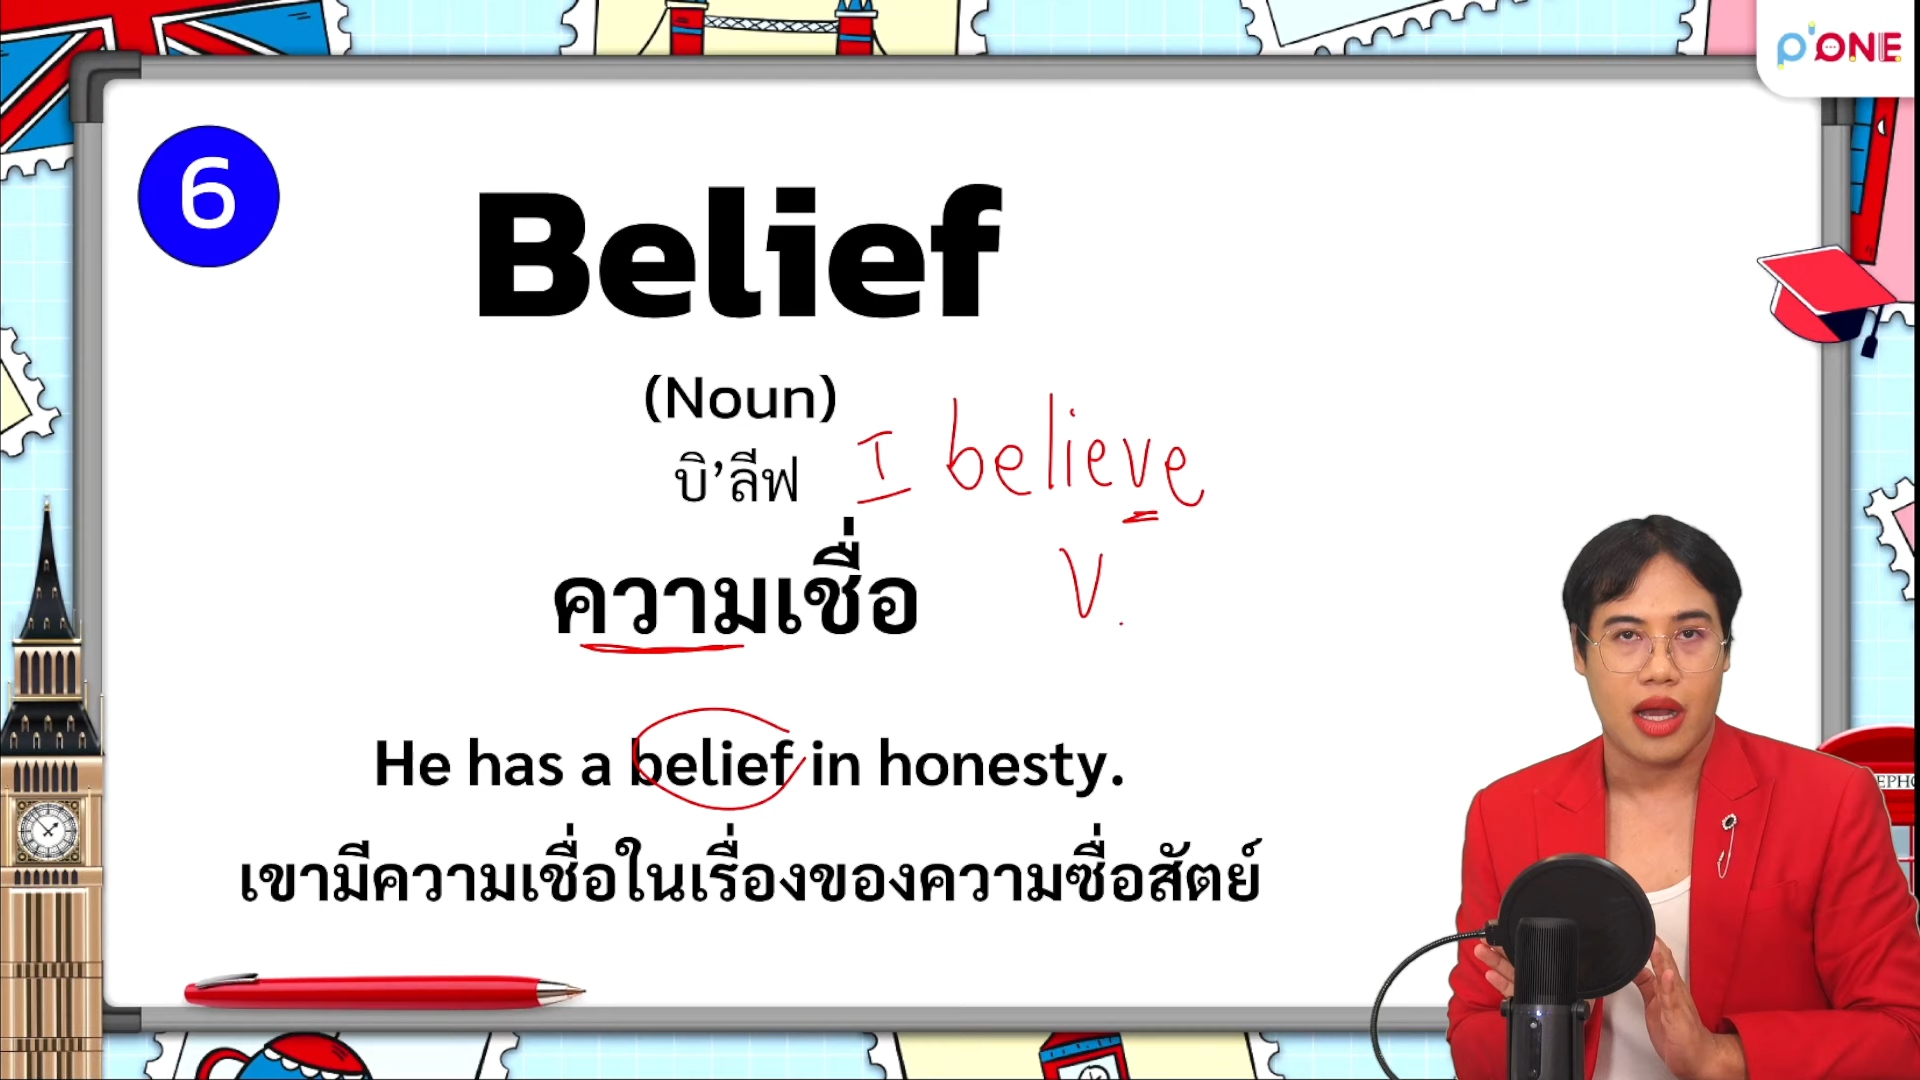 P'ONE
6
Belief
(Noun)
บิ’ลีฟ
I believe
ความเชื่อ
V.
He has a belief in honesty.
เขามีความเชื่อในเรื่องของความซื่อสัตย์
EPHO